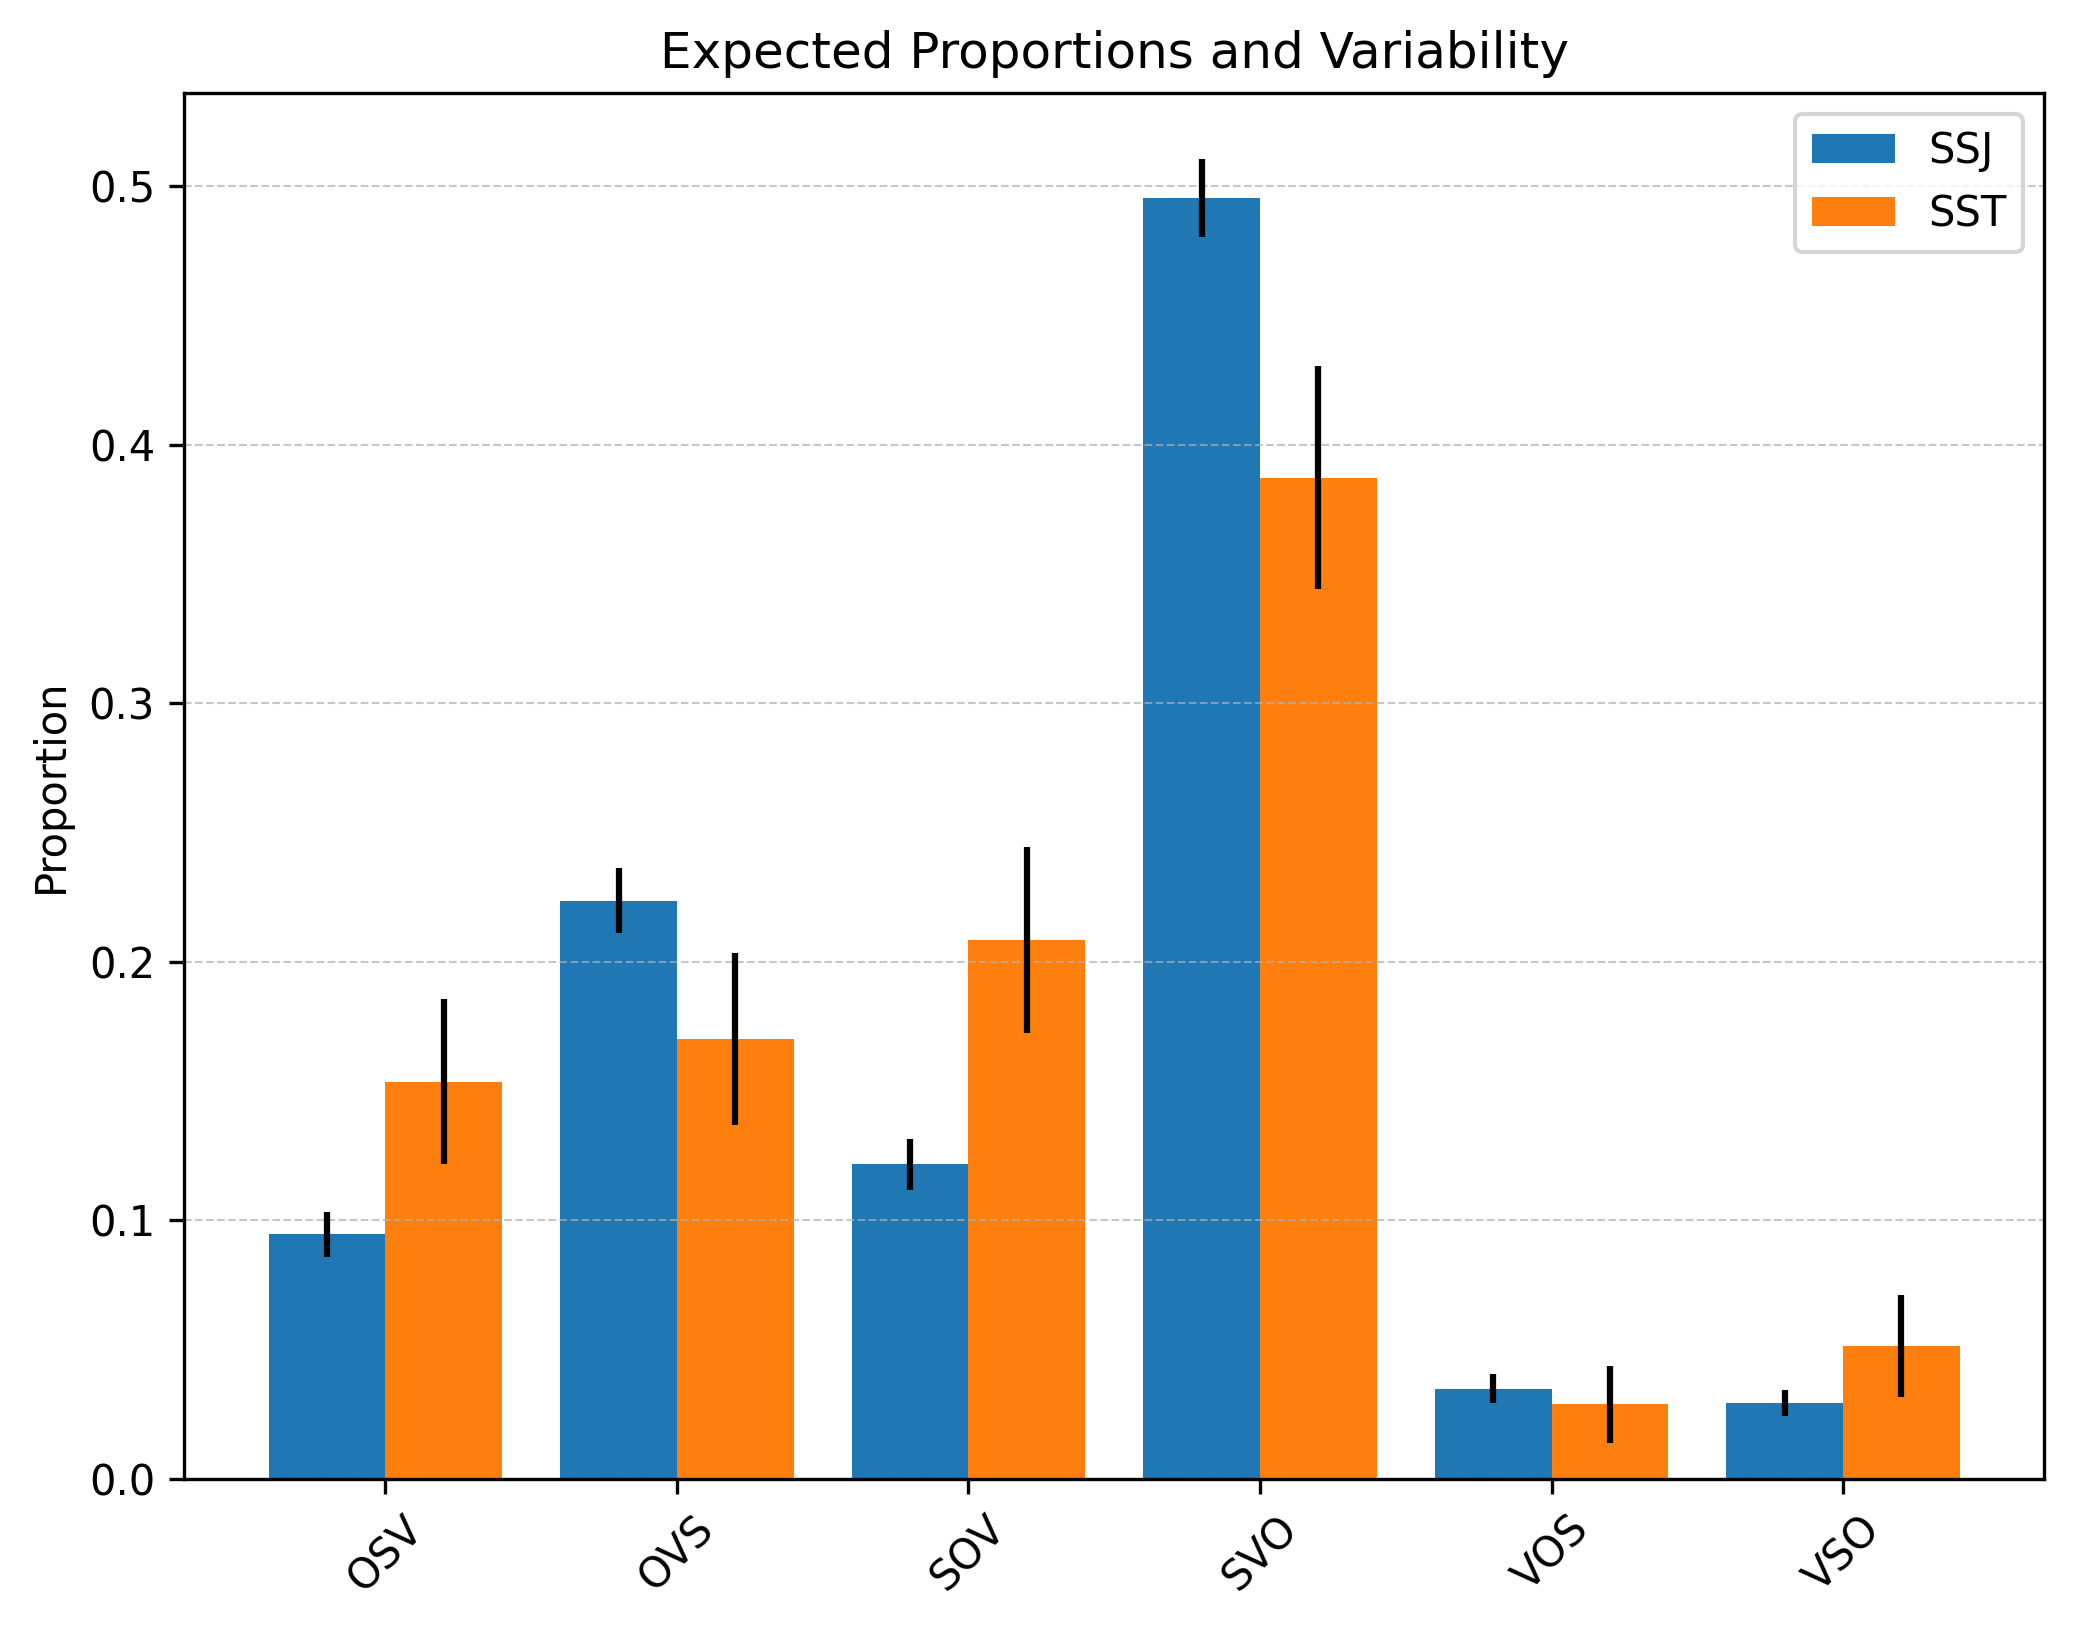 Expected Proportions and Variability
SSJ
SST
Proportion
0.5
0.4
0.3
0.2
0.1
0.0
OSV
OVS
SOV
SVO
VOS
VSO